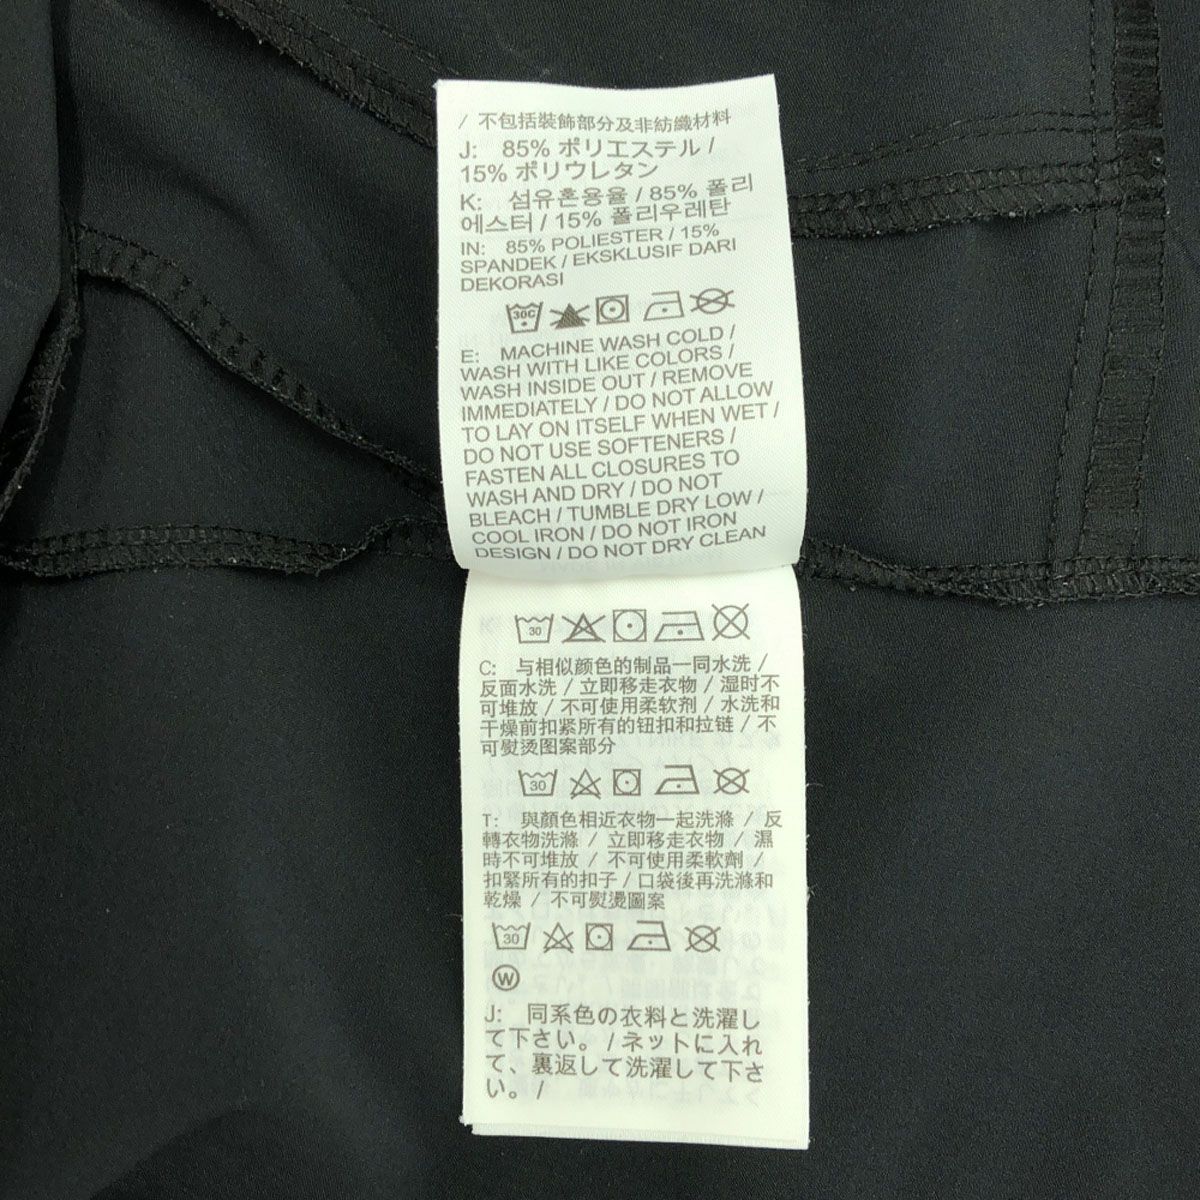 / 不包括裝飾部分及非紡織材料
J: 85% ポリエステル /
15% ポリウレタン
K: 섬유혼용율 / 85% 폴리
에스터 / 15% 폴리우레탄
IN: 85% POLIESTER / 15%
SPANDEK / EKSKLUSIF DARI
DEKORASI
30C
E: MACHINE WASH COLD /
WASH WITH LIKE COLORS /
WASH INSIDE OUT / REMOVE
IMMEDIATELY / DO NOT ALLOW
TO LAY ON ITSELF WHEN WET /
DO NOT USE SOFTENERS /
FASTEN ALL CLOSURES TO
WASH AND DRY / DO NOT
BLEACH / TUMBLE DRY LOW /
COOL IRON / DO NOT IRON
DESIGN / DO NOT DRY CLEAN
30
C: 与相似颜色的制品一同水洗 /
反面水洗 / 立即移走衣物 / 湿时不
可堆放 / 不可使用柔软剂 / 水洗和
干燥前扣紧所有的钮扣和拉链 / 不
可熨烫图案部分
30
T: 與顏色相近衣物一起洗滌 / 反
轉衣物洗滌 / 立即移走衣物 / 濕
時不可堆放 / 不可使用柔軟劑 /
扣緊所有的扣子 / 口袋後再洗滌和
乾燥 / 不可熨燙圖案
30
W
J: 同系色の衣料と洗濯し
て下さい。 / ネットに入れ
て、裏返して洗濯して下さ
い。 /